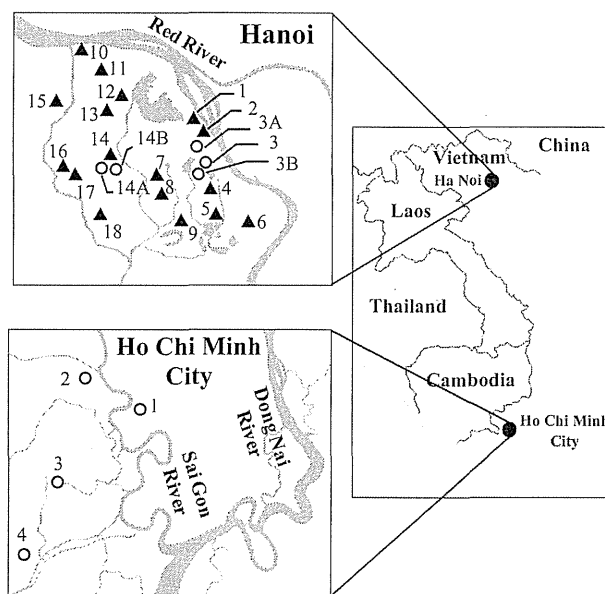 Hanoi
Red River
10
11
1
12
2
15
13
3A
14
14B
3
16
7
3B
17
14A
8
4
18
9
5
6
China
Vietnam
Ha Noi
Laos
Thailand
Cambodia
Ho Chi Minh
City
Ho Chi Minh
City
2
1
Dong Nai
River
Sai Gon
River
3
4